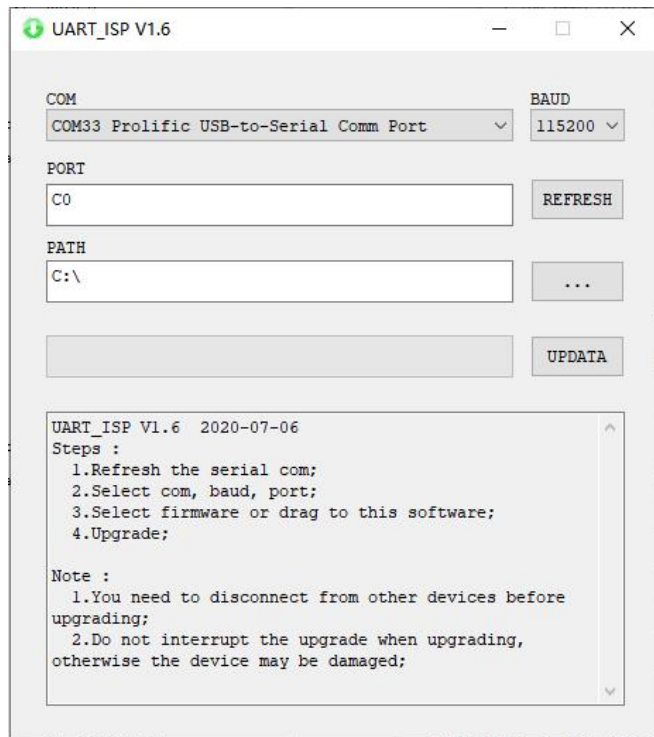 UART_ISP V1.6
COM
BAUD
COM33 Prolific USB-to-Serial Comm Port
115200
PORT
C0
REFRESH
PATH
C:\
...
UPDATA
UART_ISP V1.6  2020-07-06
Steps :
1.Refresh the serial com;
2.Select com, baud, port;
3.Select firmware or drag to this software;
4.Upgrade;
Note :
1.You need to disconnect from other devices before
upgrading;
2.Do not interrupt the upgrade when upgrading,
otherwise the device may be damaged;